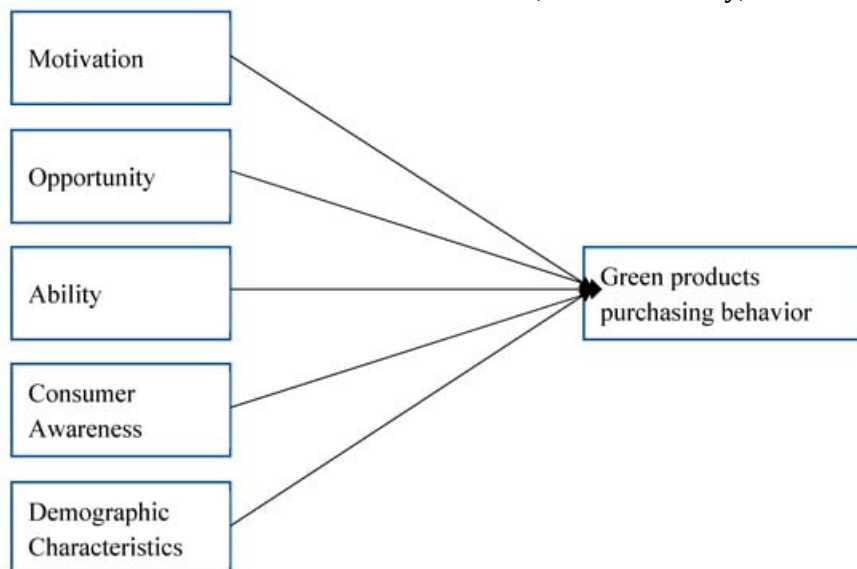 Motivation
Opportunity
Ability
Green products
purchasing behavior
Consumer
Awareness
Demographic
Characteristics